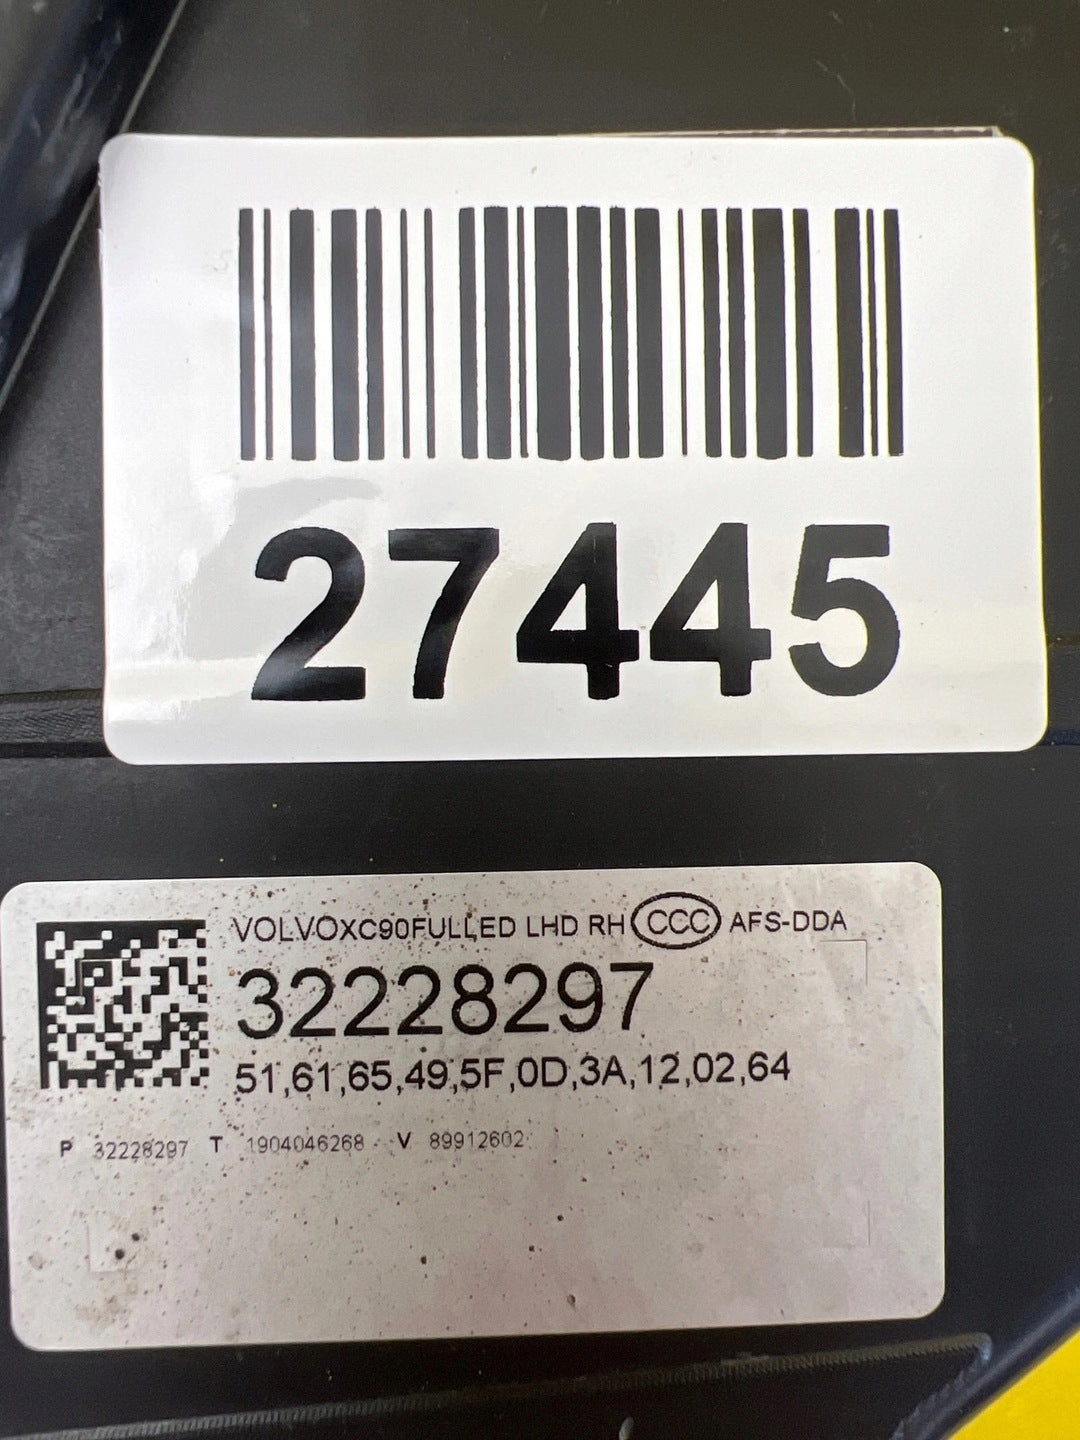 27445
VOLVOXC90FULLED LHD RH CCC AFS-DDA
32228297
51,61,65,49,5F,0D,3A,12,02,64
P 32228297 T 1904046268 V 89912602